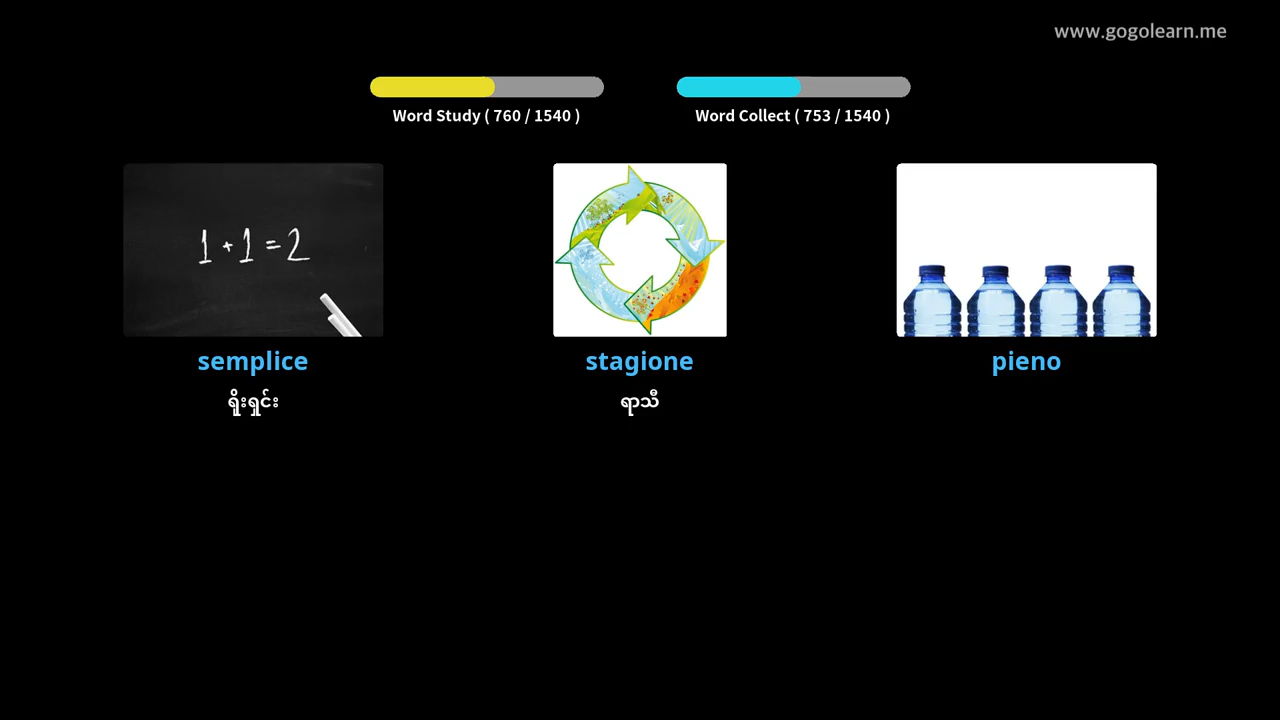 www.gogolearn.me
Word Study ( 760 / 1540 )
Word Collect ( 753 / 1540 )
1 + 1 = 2
semplice
stagione
pieno
ရိုးရှင်း
ရာသီ